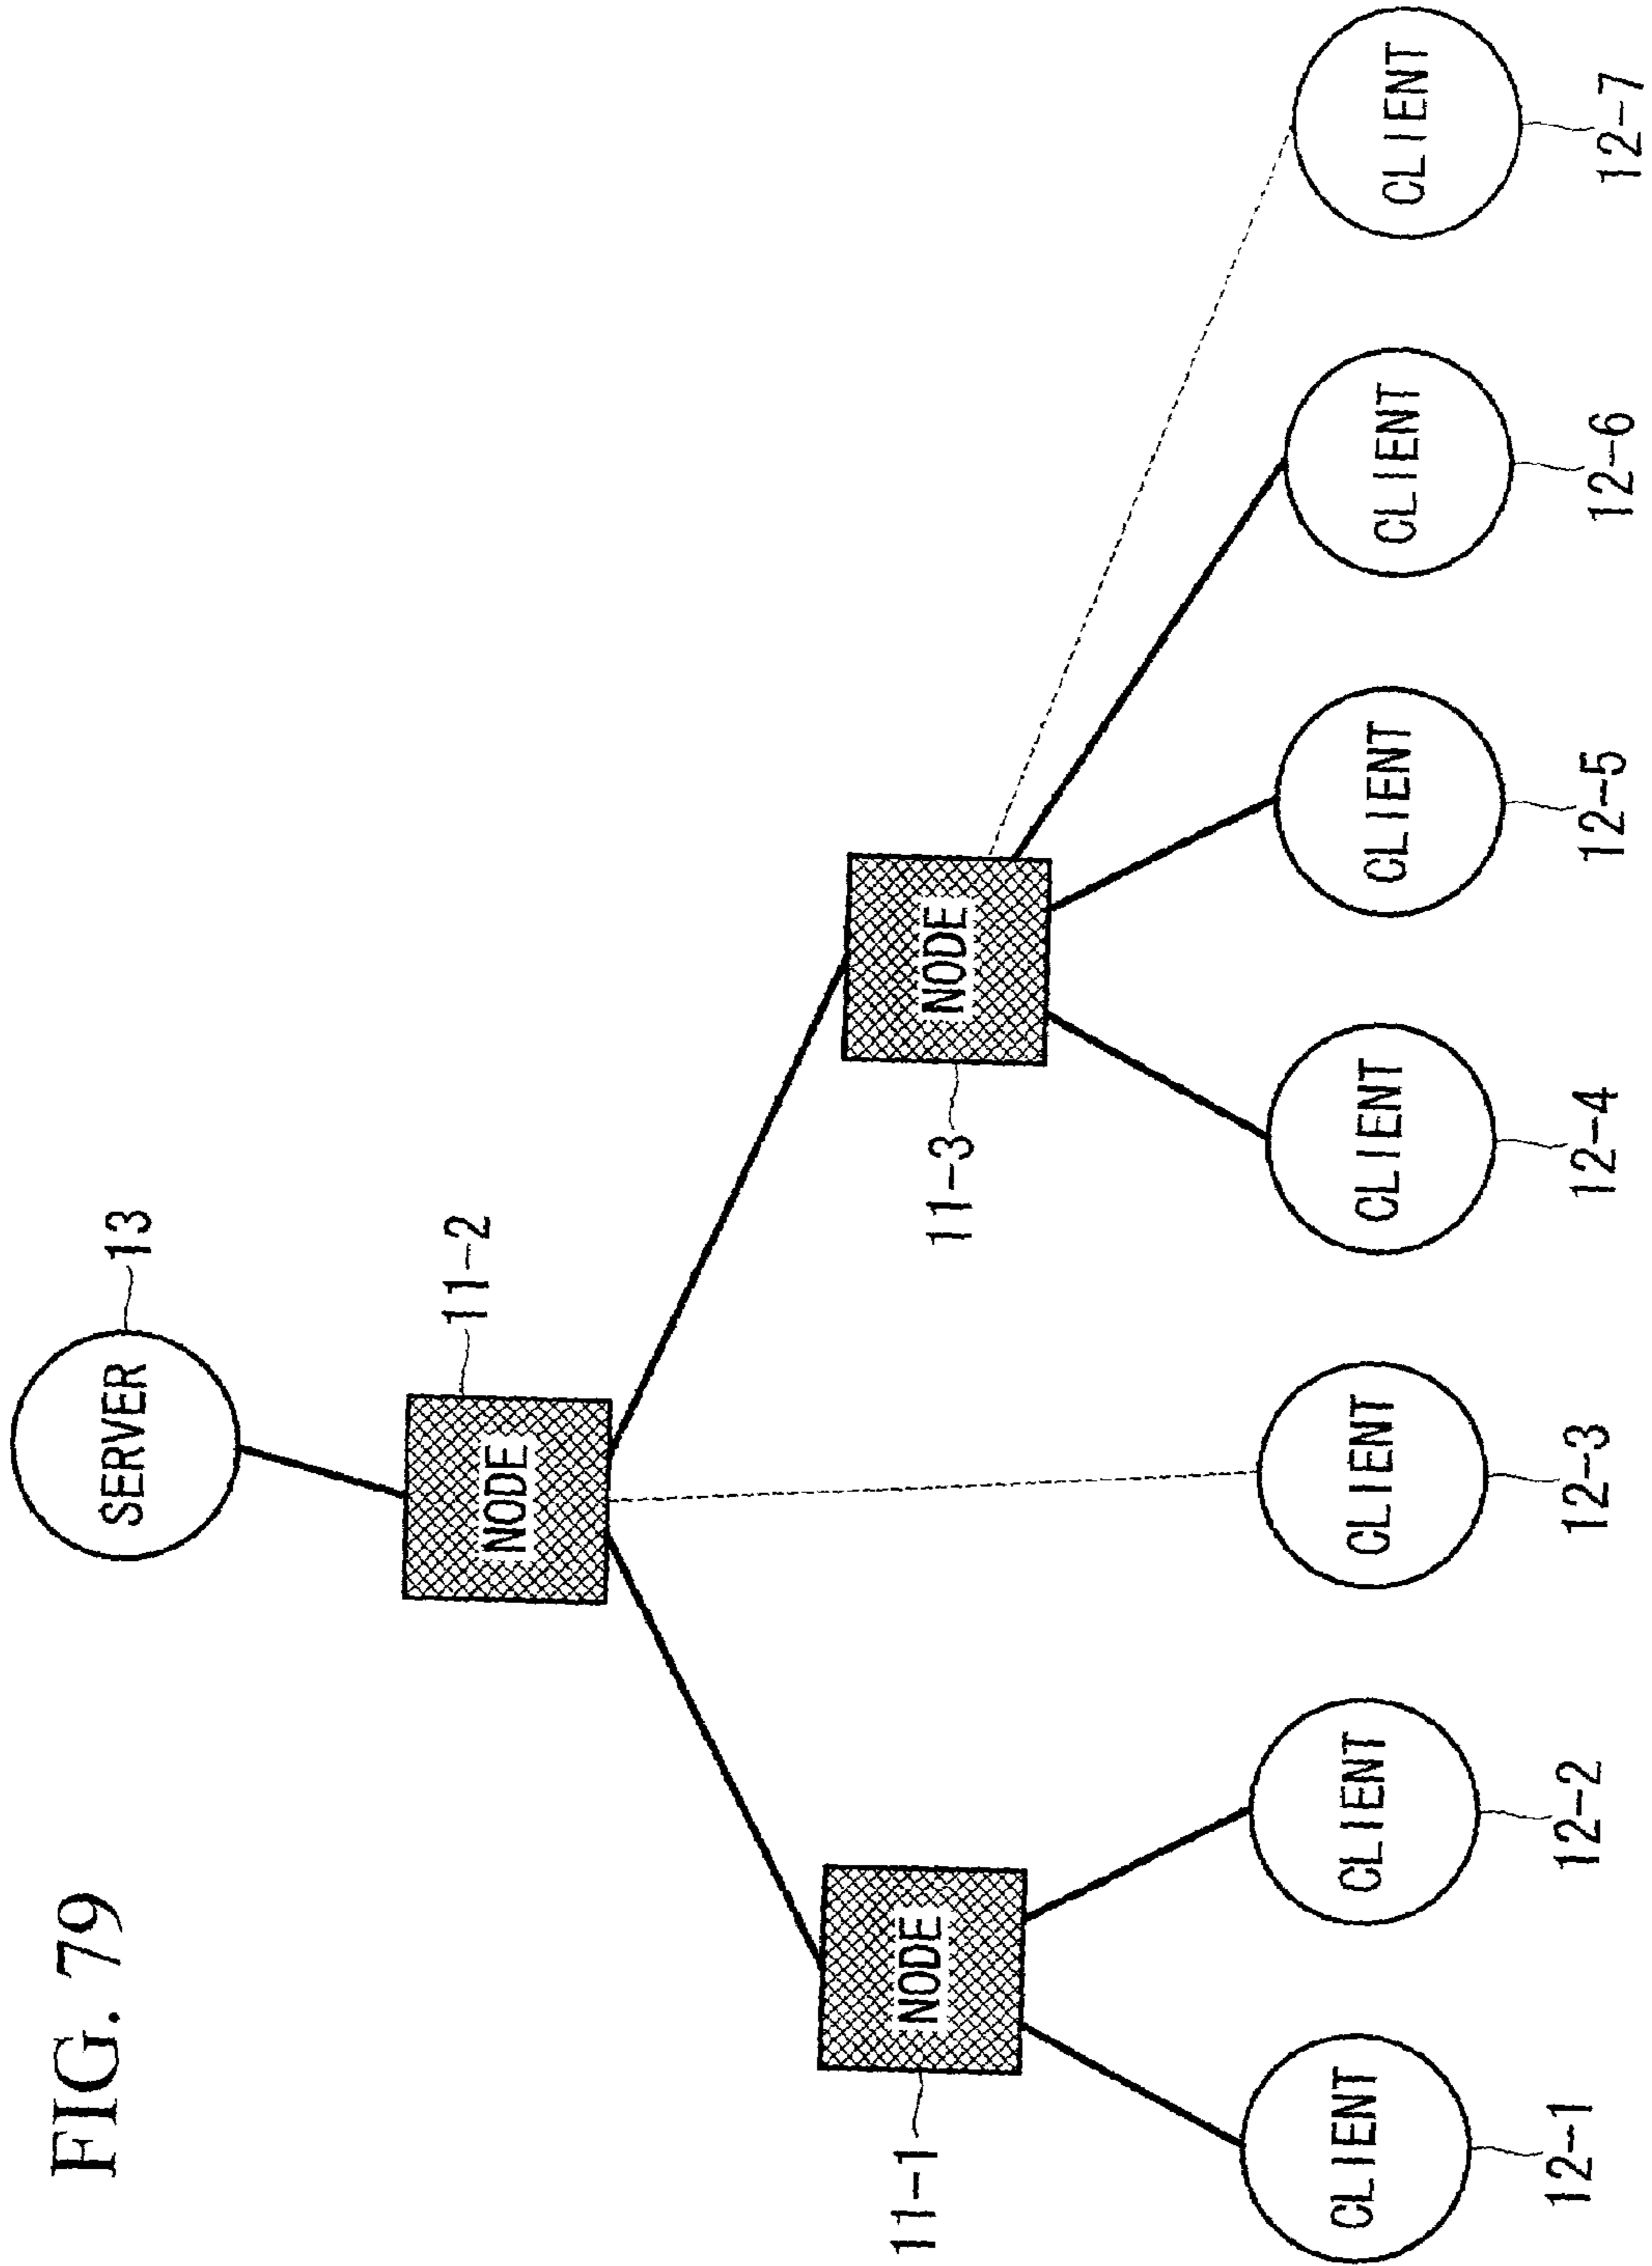 FIG. 79
SERVER
13
NODE
11-2
NODE
11-1
NODE
11-3
CLIENT
CLIENT
CLIENT
CLIENT
CLIENT
CLIENT
CLIENT
12-1
12-2
12-3
12-4
12-5
12-6
12-7